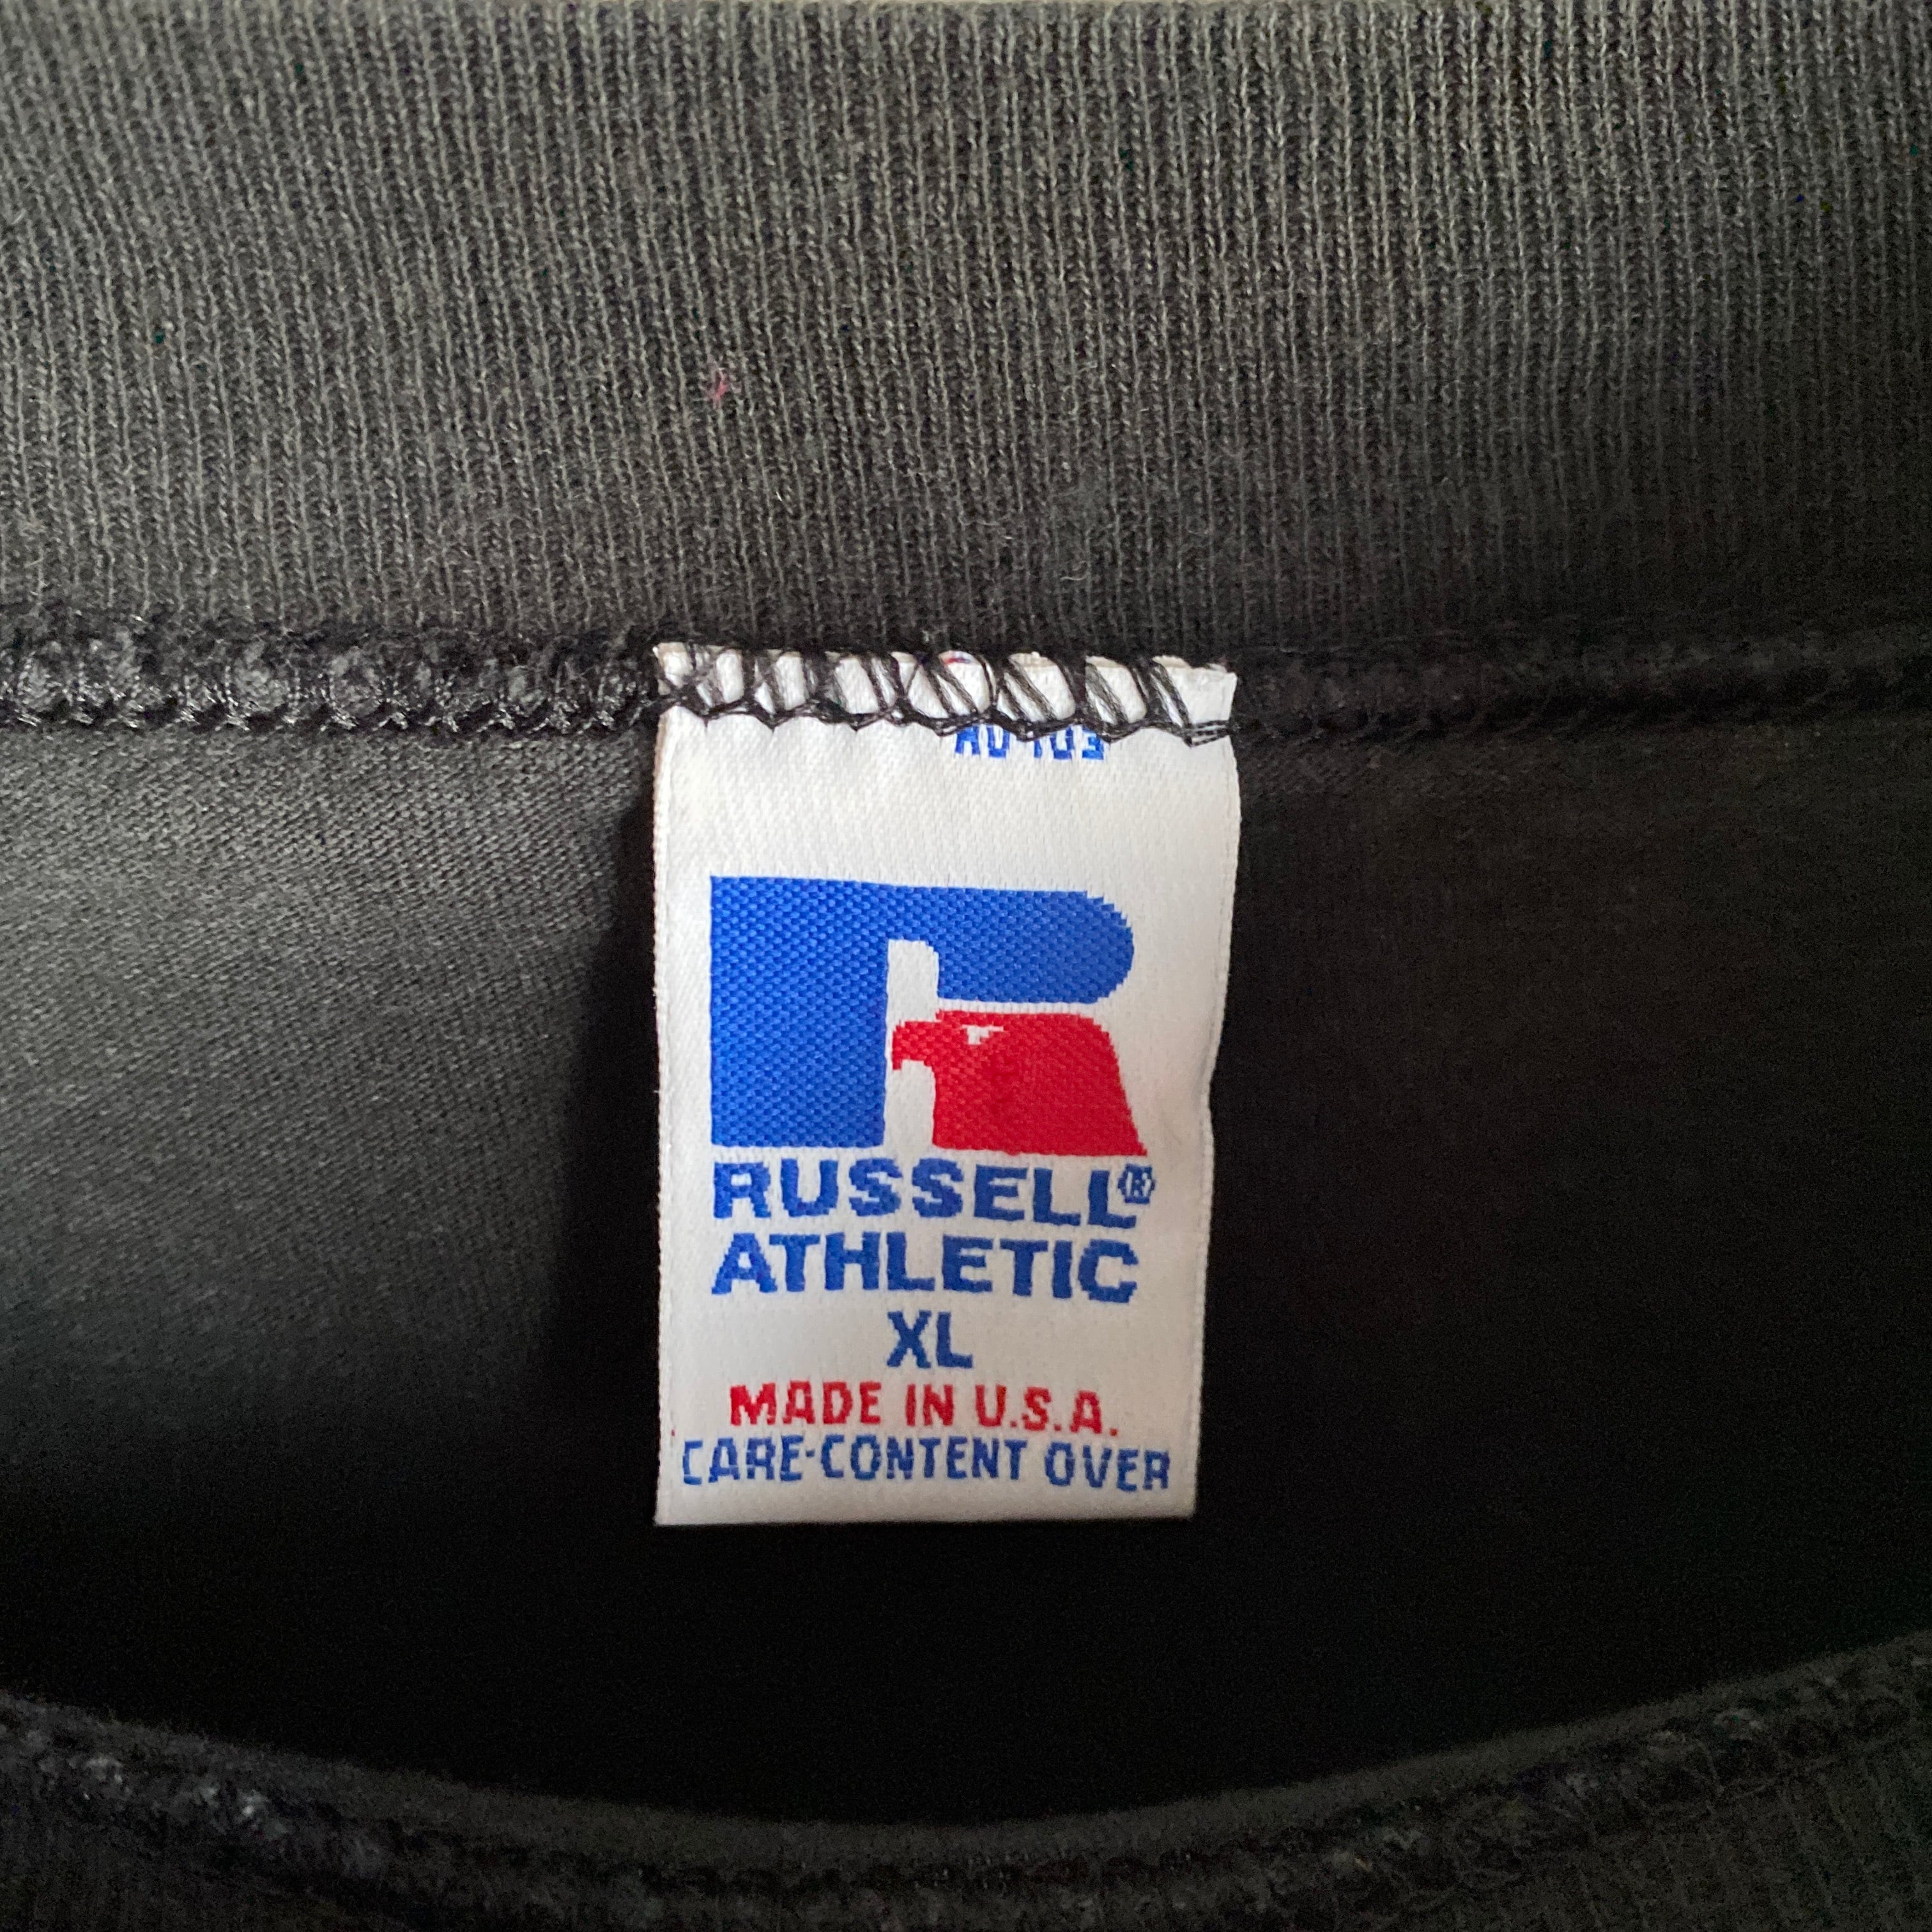 RUSSELL®
ATHLETIC
XL
MADE IN U.S.A.
CARE-CONTENT OVER